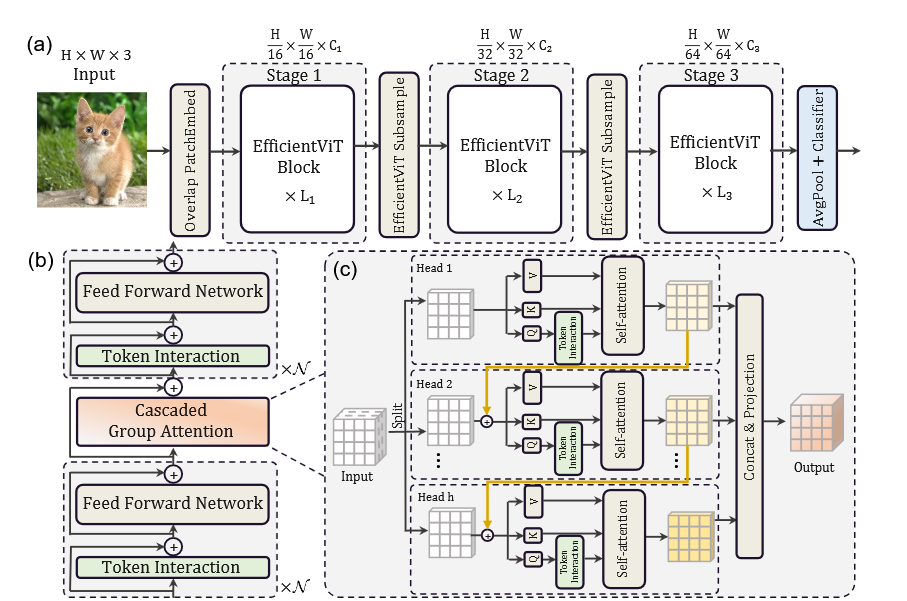 (a)
H × W × 3
Input
Overlap PatchEmbed
H/16 × W/16 × C₁
Stage 1
EfficientViT
Block
× L₁
EfficientViT Subsample
H/32 × W/32 × C₂
Stage 2
EfficientViT
Block
× L₂
EfficientViT Subsample
H/64 × W/64 × C₃
Stage 3
EfficientViT
Block
× L₃
AvgPool + Classifier
(b)
+
Feed Forward Network
+
Token Interaction
×𝒩
+
Cascaded
Group Attention
+
Feed Forward Network
+
Token Interaction
×𝒩
(c)
Input
Split
Head 1
V
K
Q
Token
Interaction
Self-attention
Head 2
+
V
K
Q
Token
Interaction
Self-attention
⋮
⋮
Head h
+
V
K
Q
Token
Interaction
Self-attention
Concat & Projection
Output